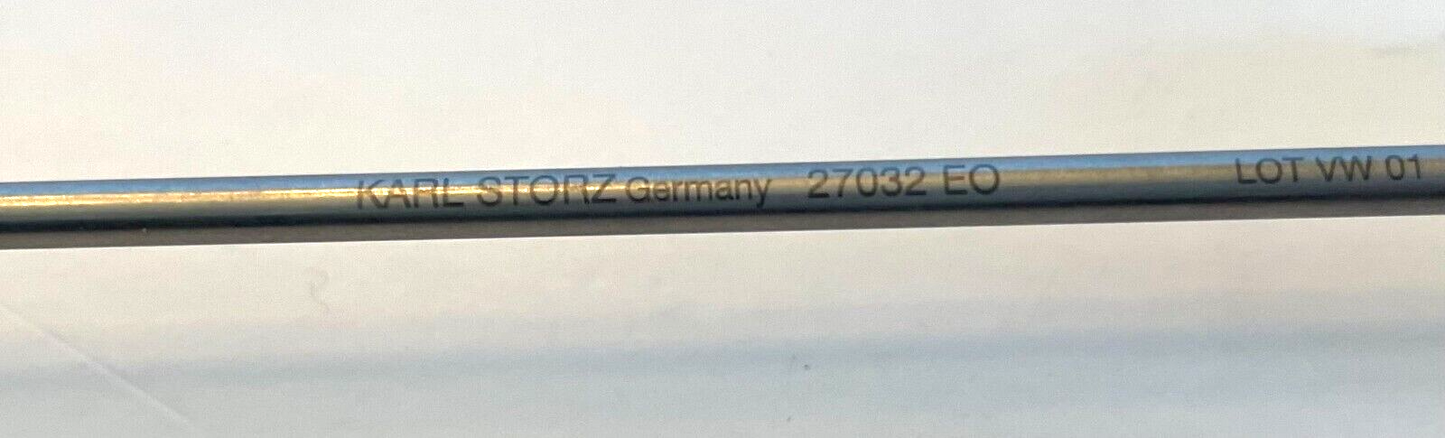 KARL STORZ Germany 27032 EO LOT VW 01